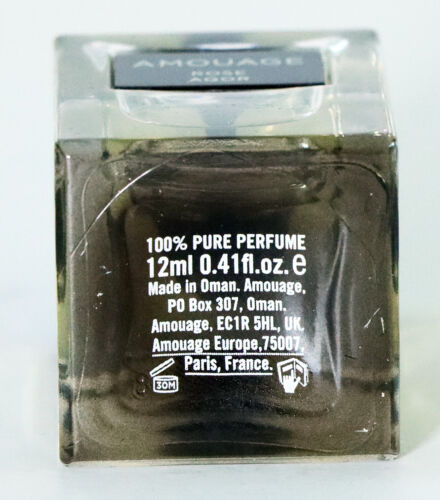 AMOUAGE
ROSE
AQOR
100% PURE PERFUME
12ml 0.41fl.oz. e
Made in Oman. Amouage,
PO Box 307, Oman.
Amouage, EC1R 5HL, UK,
Amouage Europe,75007,
Paris, France.
30M